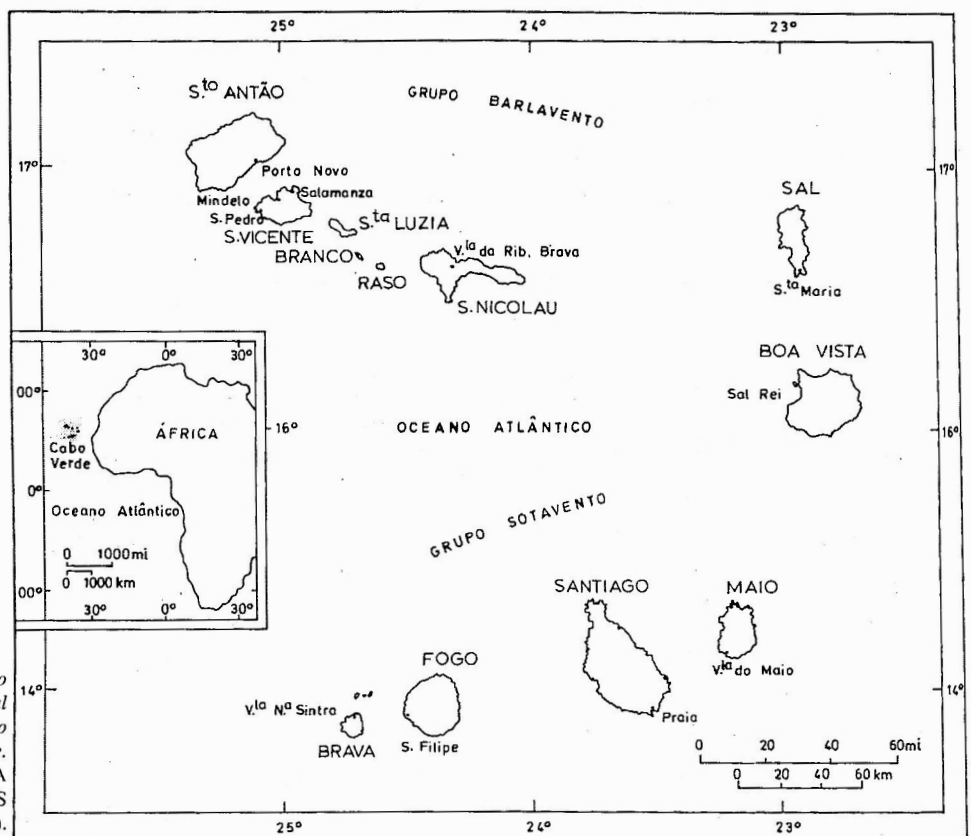 25° 24° 23°
S.to ANTÃO
GRUPO BARLAVENTO
17° 17°
Porto Novo
SAL
Mindelo
Salamanza
S. Pedro
S.ta LUZIA
S.VICENTE
V.la da Rib. Brava
BRANCO
RASO
S.ta Maria
S.NICOLAU
BOA VISTA
Sal Rei
16° OCEANO ATLÂNTICO 16°
GRUPO SOTAVENTO
30° 0° 30°
00°
ÁFRICA
Cabo
Verde
0°
Oceano Atlântico
0 1000mi
0 1000km
00°
30° 0° 30°
SANTIAGO
MAIO
FOGO
V.la do Maio
14° 14°
V.la N.a Sintra
Praia
BRAVA
S. Filipe
0 20 40 60mi
0 20 40 60 km
25° 24° 23°
o
al
o
e.
A
S
).